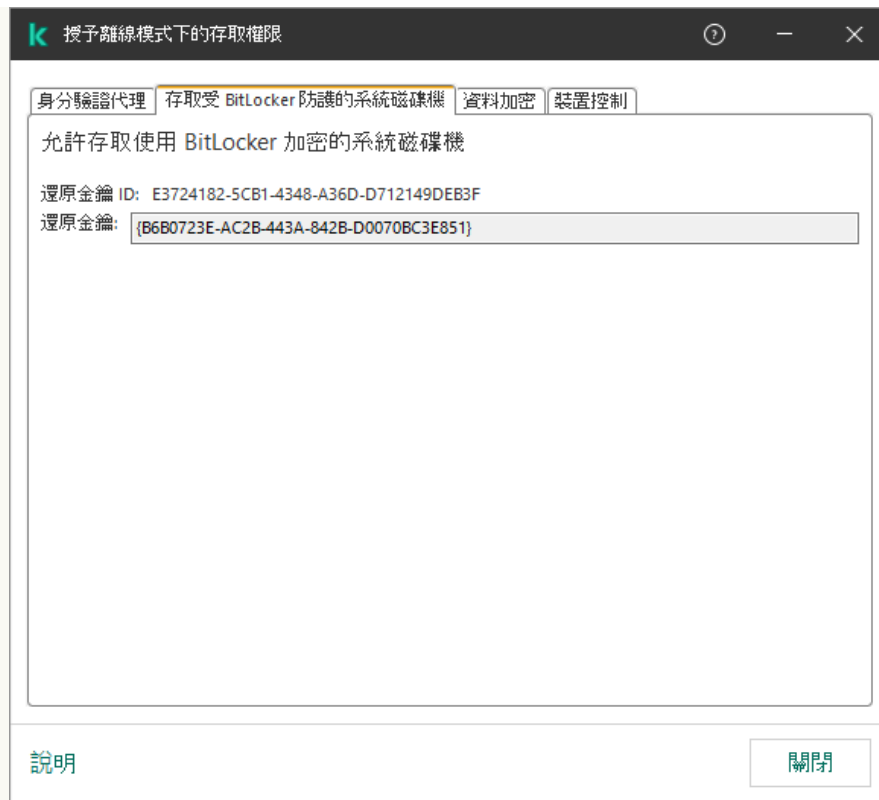 授予離線模式下的存取權限
身分驗證代理 存取受 BitLocker 防護的系統磁碟機 資料加密 裝置控制
允許存取使用 BitLocker 加密的系統磁碟機
還原金鑰 ID: E3724182-5CB1-4348-A36D-D712149DEB3F
還原金鑰: {B6B0723E-AC2B-443A-842B-D0070BC3E851}
說明 關閉